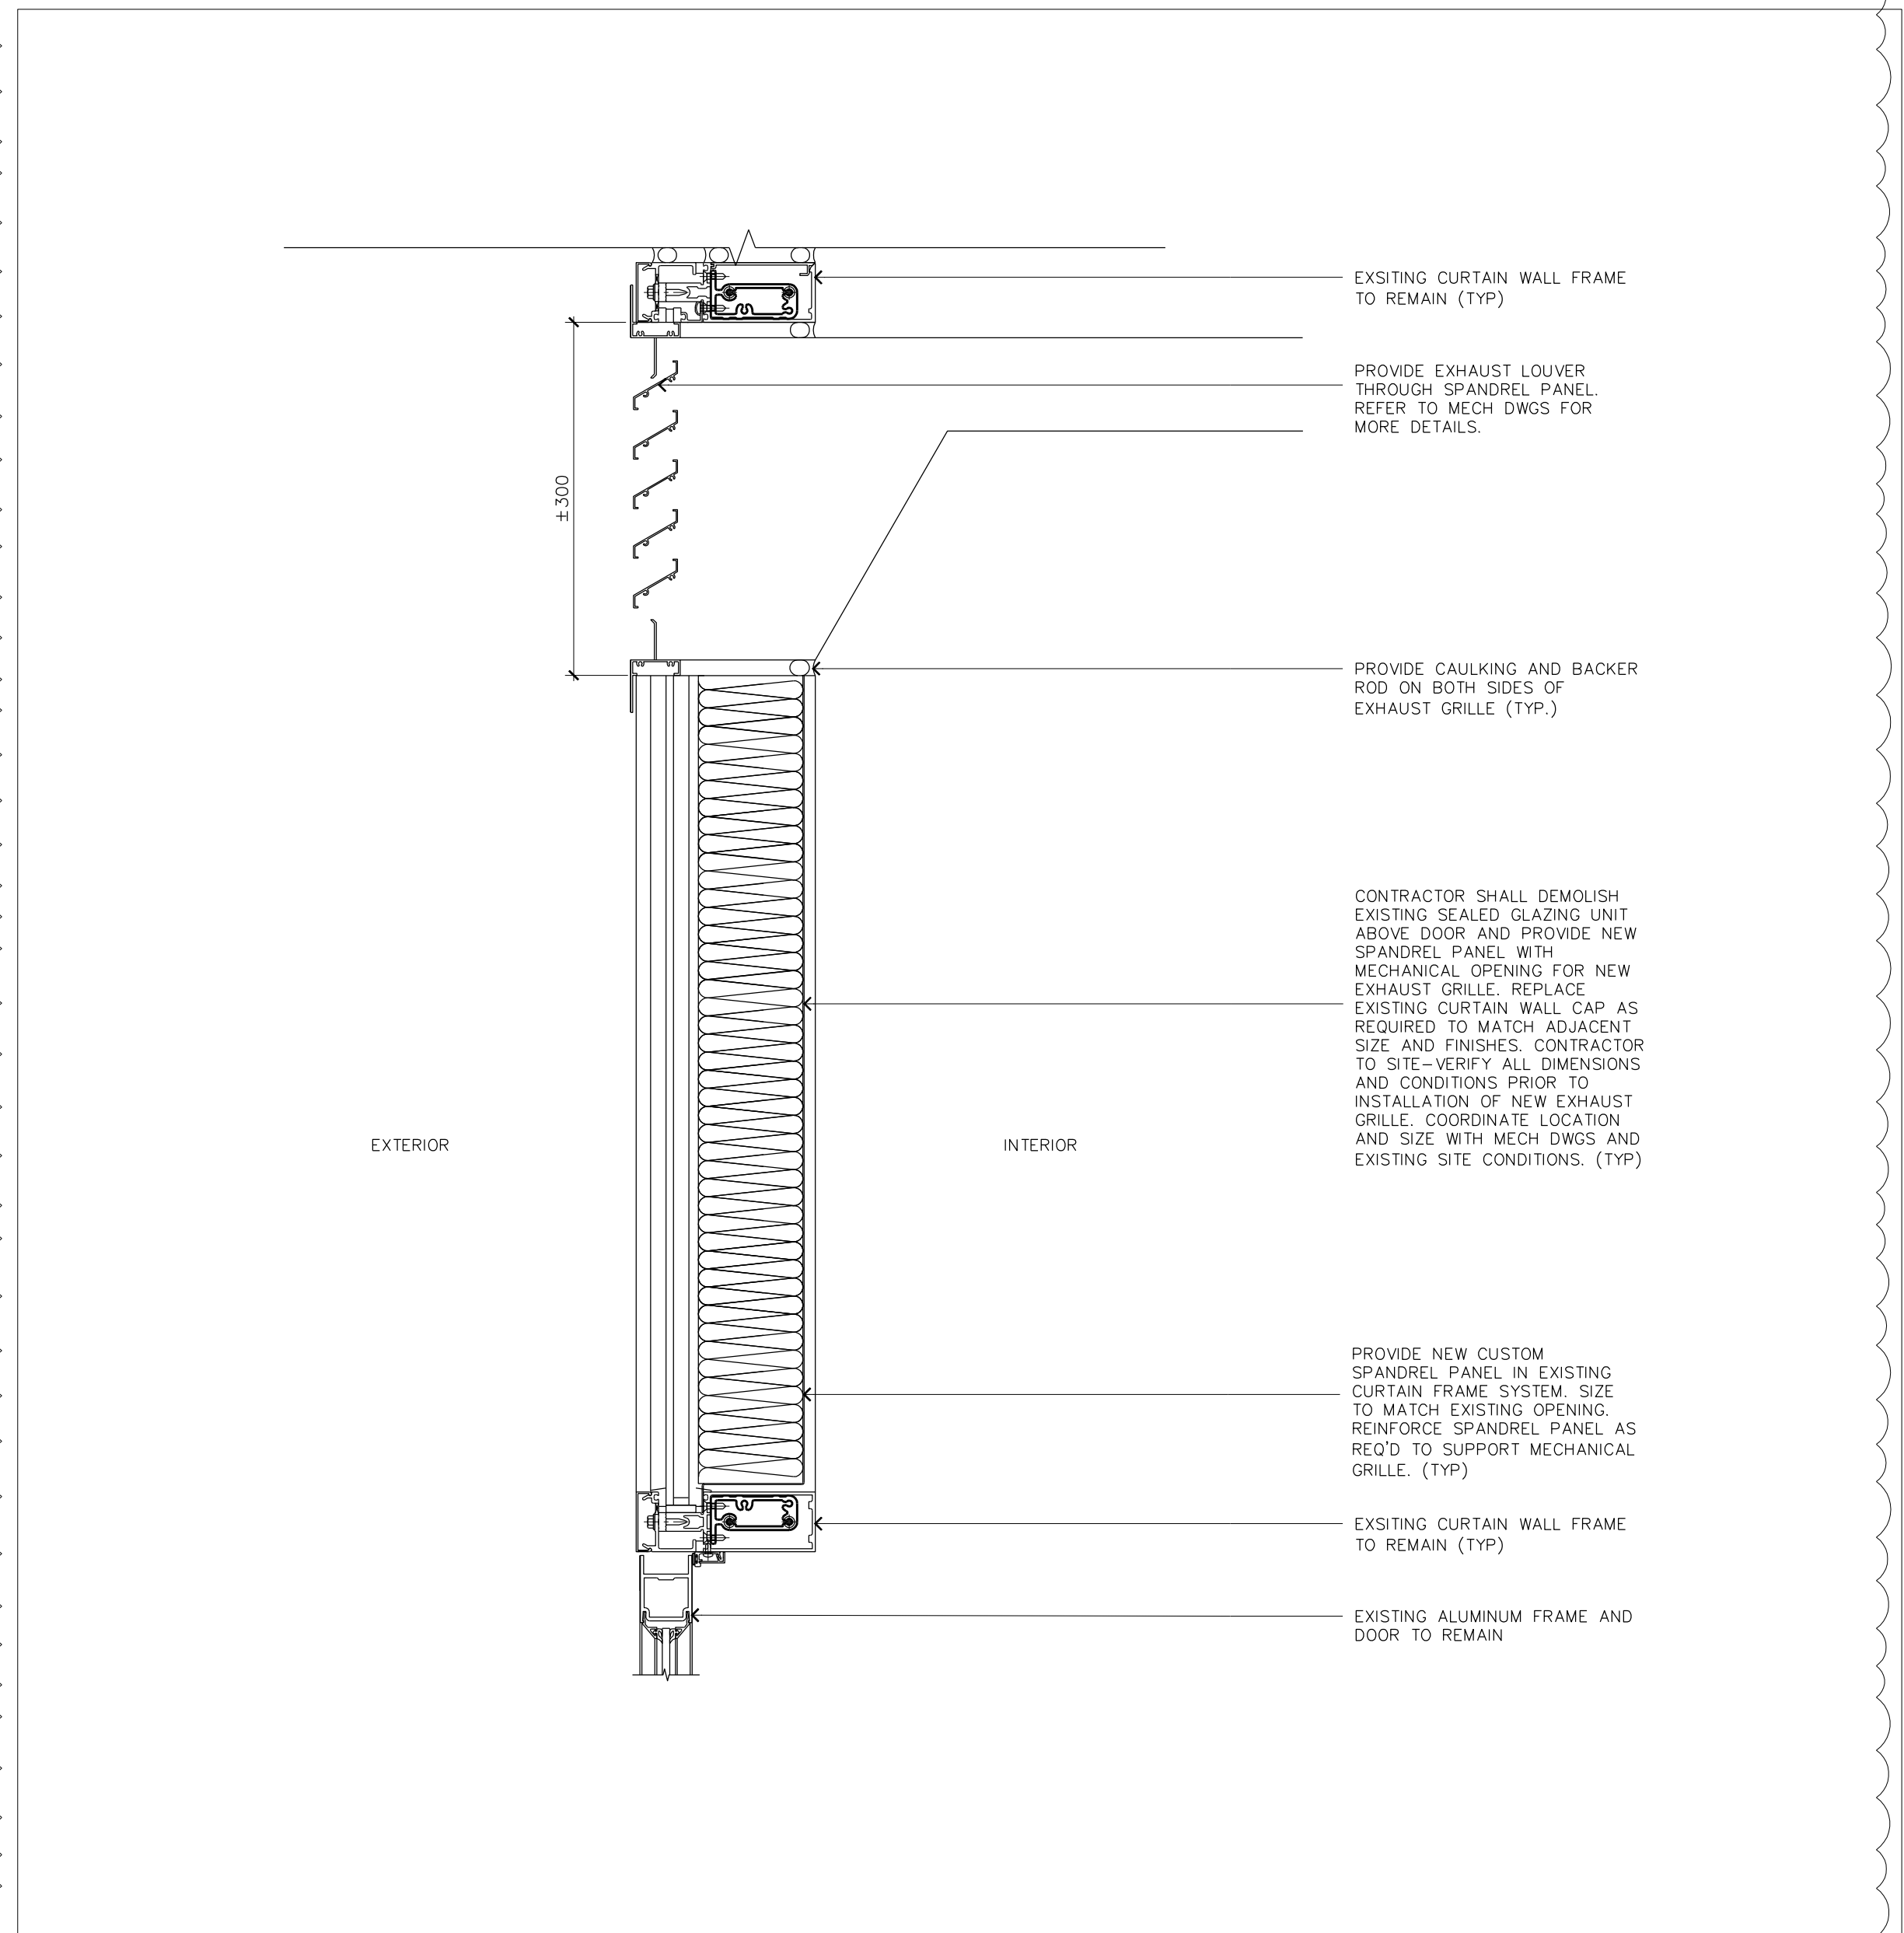 EXSITING CURTAIN WALL FRAME
TO REMAIN (TYP)
PROVIDE EXHAUST LOUVER
THROUGH SPANDREL PANEL.
REFER TO MECH DWGS FOR
MORE DETAILS.
±300
PROVIDE CAULKING AND BACKER
ROD ON BOTH SIDES OF
EXHAUST GRILLE (TYP.)
CONTRACTOR SHALL DEMOLISH
EXISTING SEALED GLAZING UNIT
ABOVE DOOR AND PROVIDE NEW
SPANDREL PANEL WITH
MECHANICAL OPENING FOR NEW
EXHAUST GRILLE. REPLACE
EXISTING CURTAIN WALL CAP AS
REQUIRED TO MATCH ADJACENT
SIZE AND FINISHES. CONTRACTOR
TO SITE-VERIFY ALL DIMENSIONS
AND CONDITIONS PRIOR TO
INSTALLATION OF NEW EXHAUST
GRILLE. COORDINATE LOCATION
AND SIZE WITH MECH DWGS AND
EXISTING SITE CONDITIONS. (TYP)
EXTERIOR
INTERIOR
PROVIDE NEW CUSTOM
SPANDREL PANEL IN EXISTING
CURTAIN FRAME SYSTEM. SIZE
TO MATCH EXISTING OPENING.
REINFORCE SPANDREL PANEL AS
REQ'D TO SUPPORT MECHANICAL
GRILLE. (TYP)
EXSITING CURTAIN WALL FRAME
TO REMAIN (TYP)
EXISTING ALUMINUM FRAME AND
DOOR TO REMAIN